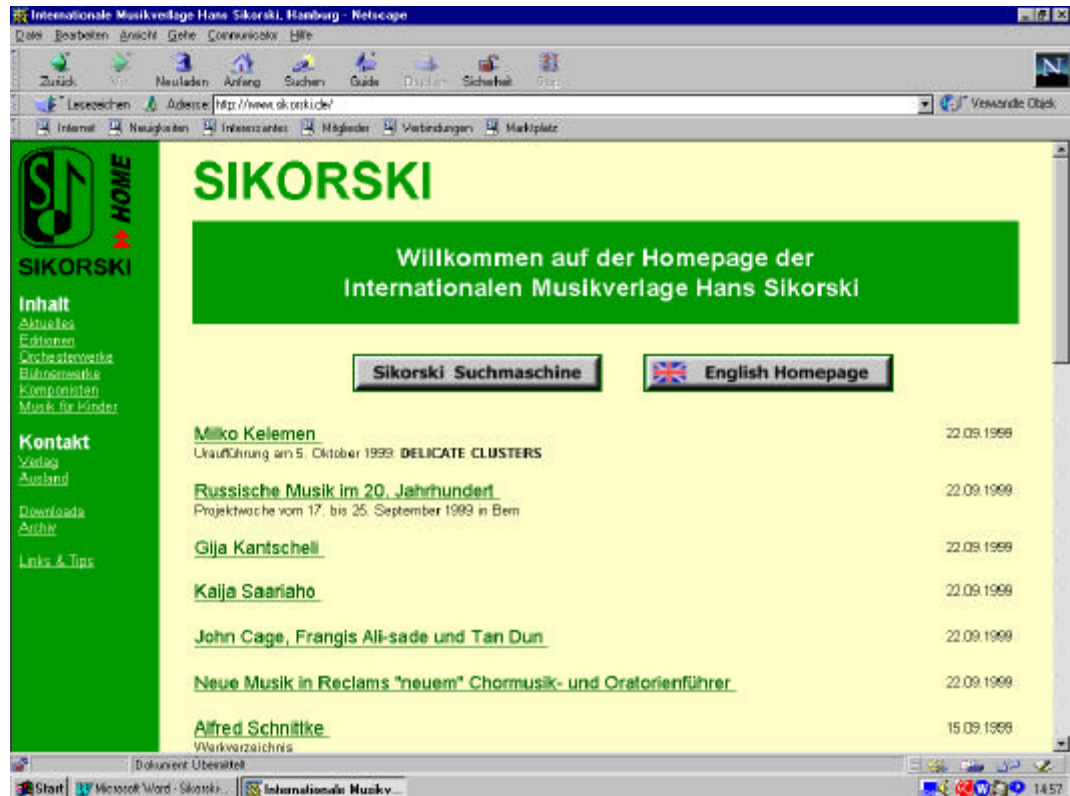 Internationale Musikverlage Hans Sikorski, Hamburg - Netscape
Datei Bearbeiten Ansicht Gehe Communicator Hilfe
Zurück Vor Neuladen Anfang Suchen Guide Drucken Sicherheit Stop
Lesezeichen Adresse: http://www.sikorski.de/ Verwandte Objek
Internet Neuigkeiten Interessantes Mitglieder Verbindungen Marktplatz
HOME
SIKORSKI
Inhalt
Aktuelles
Editionen
Orchesterwerke
Bühnenwerke
Komponisten
Musik für Kinder
Kontakt
Verlag
Ausland
Downloads
Archiv
Links & Tips
SIKORSKI
Willkommen auf der Homepage der
Internationalen Musikverlage Hans Sikorski
Sikorski Suchmaschine English Homepage
Milko Kelemen 22.09.1999
Uraufführung am 5. Oktober 1999: DELICATE CLUSTERS
Russische Musik im 20. Jahrhundert 22.09.1999
Projektwoche vom 17. bis 25. September 1999 in Bern
Gija Kantscheli 22.09.1999
Kaija Saariaho 22.09.1999
John Cage, Frangis Ali-sade und Tan Dun 22.09.1999
Neue Musik in Reclams "neuem" Chormusik- und Oratorienführer 22.09.1999
Alfred Schnittke 15.09.1999
Werkverzeichnis
Dokument: Übermittelt
Start Microsoft Word - Sikorski... Internationale Musikv... 14:57